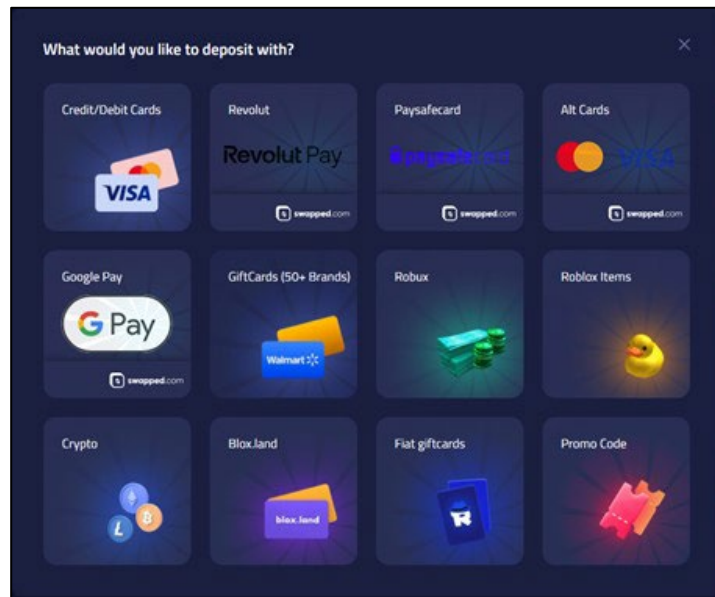 What would you like to deposit with?
Credit/Debit Cards
VISA
Revolut
Revolut Pay
swapped.com
Paysafecard
paysafecard
swapped.com
Alt Cards
VISA
swapped.com
Google Pay
G Pay
swapped.com
GiftCards (50+ Brands)
Walmart
Robux
Roblox Items
Crypto
Blox.land
blox.land
Fiat giftcards
R
Promo Code